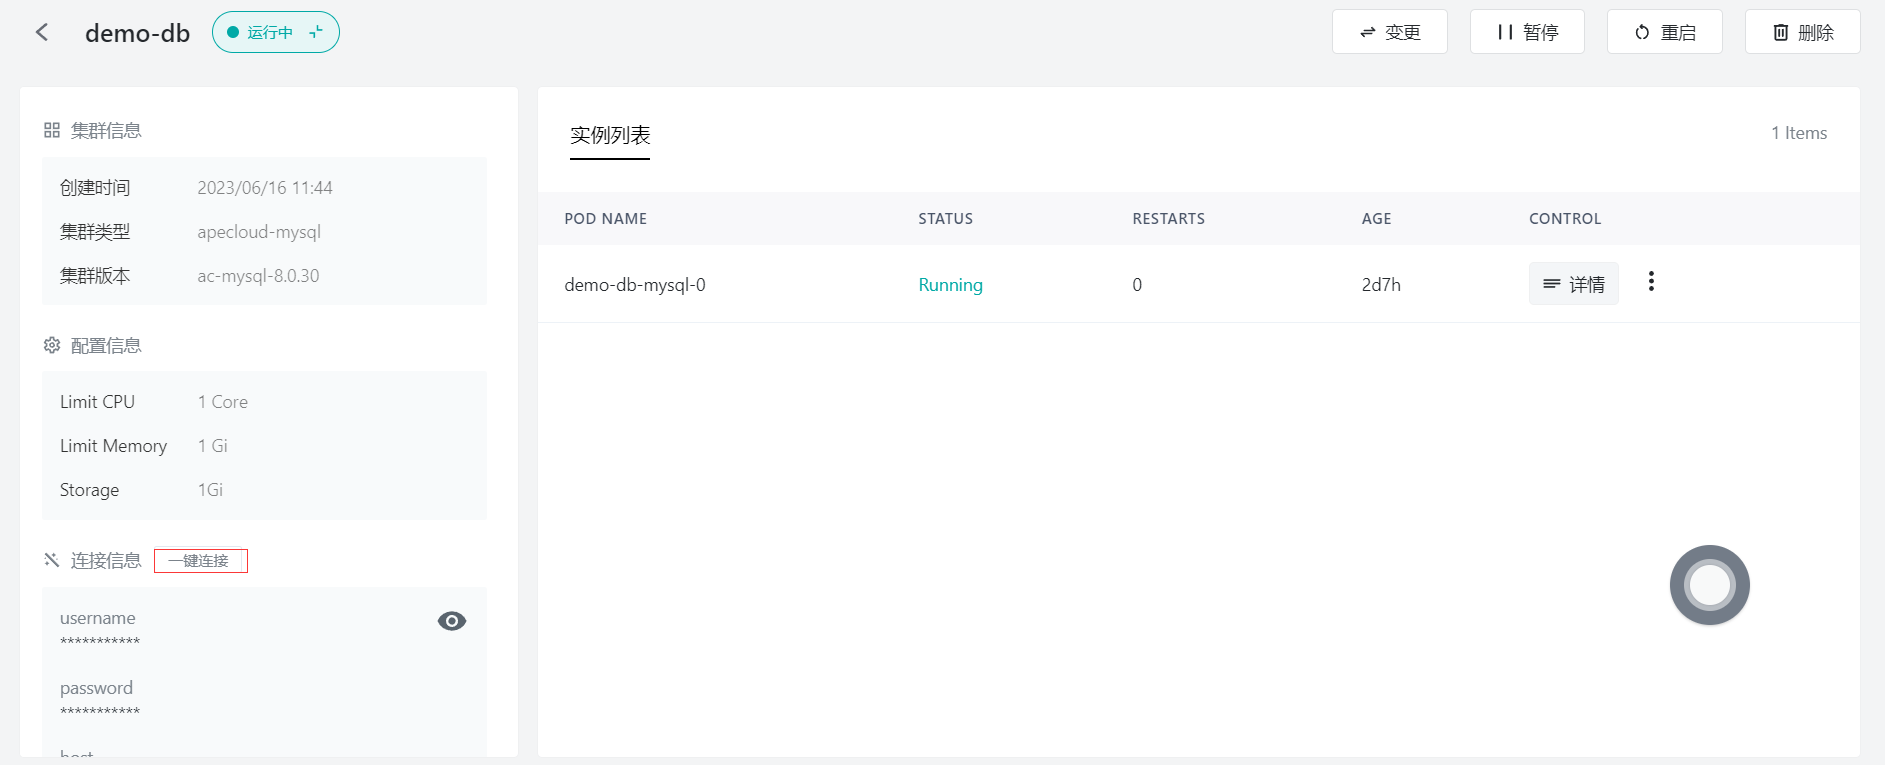 demo-db
运行中
变更
暂停
重启
删除
集群信息
创建时间 2023/06/16 11:44
集群类型 apecloud-mysql
集群版本 ac-mysql-8.0.30
配置信息
Limit CPU 1 Core
Limit Memory 1 Gi
Storage 1Gi
连接信息 一键连接
username
***********
password
***********
host
实例列表
1 Items
POD NAME STATUS RESTARTS AGE CONTROL
demo-db-mysql-0 Running 0 2d7h 详情